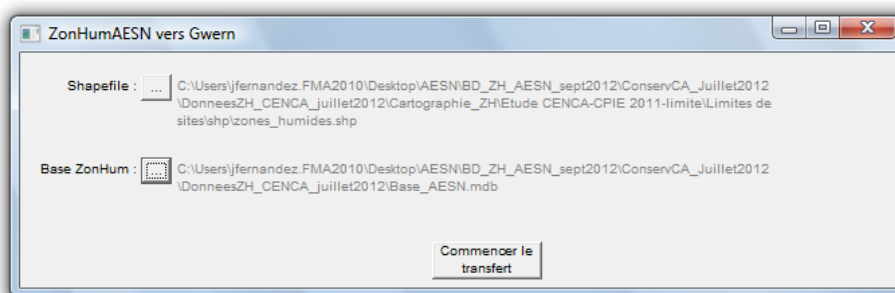 ZonHumAESN vers Gwern
Shapefile : ... C:\Users\jfernandez.FMA2010\Desktop\AESN\BD_ZH_AESN_sept2012\ConservCA_Juillet2012
\DonneesZH_CENCA_juillet2012\Cartographie_ZH\Etude CENCA-CPIE 2011-limite\Limites de
sites\shp\zones_humides.shp
Base ZonHum : ... C:\Users\jfernandez.FMA2010\Desktop\AESN\BD_ZH_AESN_sept2012\ConservCA_Juillet2012
\DonneesZH_CENCA_juillet2012\Base_AESN.mdb
Commencer le
transfert